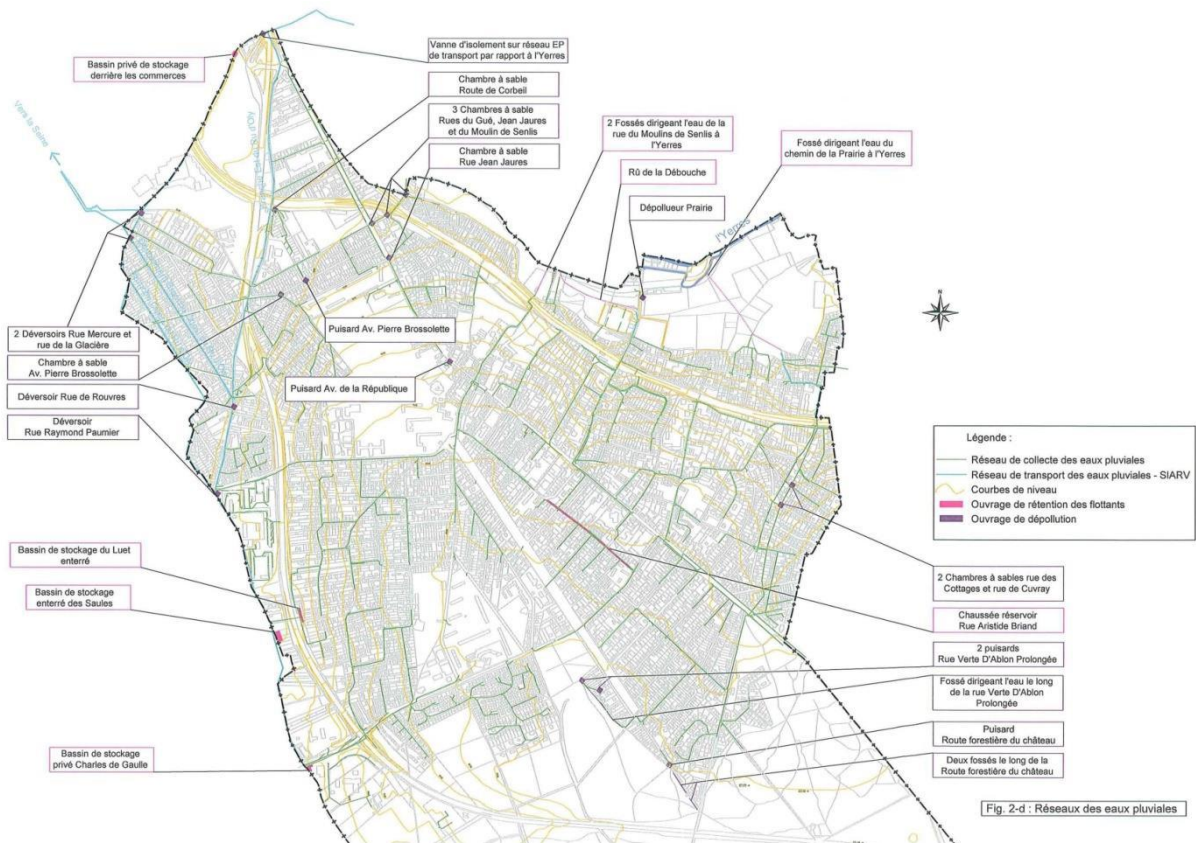 Vanne d'isolement sur réseau EP
de transport par rapport à l'Yerres
Bassin privé de stockage
derrière les commerces
Chambre à sable
Route de Corbeil
3 Chambres à sable
Rues du Gué, Jean Jaures
et du Moulin de Senlis
Chambre à sable
Rue Jean Jaures
2 Fossés dirigeant l'eau de la
rue du Moulins de Senlis à
l'Yerres
Fossé dirigeant l'eau du
chemin de la Prairie à l'Yerres
Rû de la Débouche
Dépollueur Prairie
Vers la Seine
l'Yerres
N
2 Déversoirs Rue Mercure et
rue de la Glacière
Chambre à sable
Av. Pierre Brossolette
Déversoir Rue de Rouvres
Déversoir
Rue Raymond Paumier
Puisard Av. Pierre Brossolette
Puisard Av. de la République
Légende :
Réseau de collecte des eaux pluviales
Réseau de transport des eaux pluviales - SIARV
Courbes de niveau
Ouvrage de rétention des flottants
Ouvrage de dépollution
Bassin de stockage du Luet
enterré
Bassin de stockage
enterré des Saules
Bassin de stockage
privé Charles de Gaulle
2 Chambres à sables rue des
Cottages et rue de Cuvray
Chaussée réservoir
Rue Aristide Briand
2 puisards
Rue Verte D'Ablon Prolongée
Fossé dirigeant l'eau le long
de la rue Verte D'Ablon
Prolongée
Puisard
Route forestière du château
Deux fossés le long de la
Route forestière du château
Fig. 2-d : Réseaux des eaux pluviales